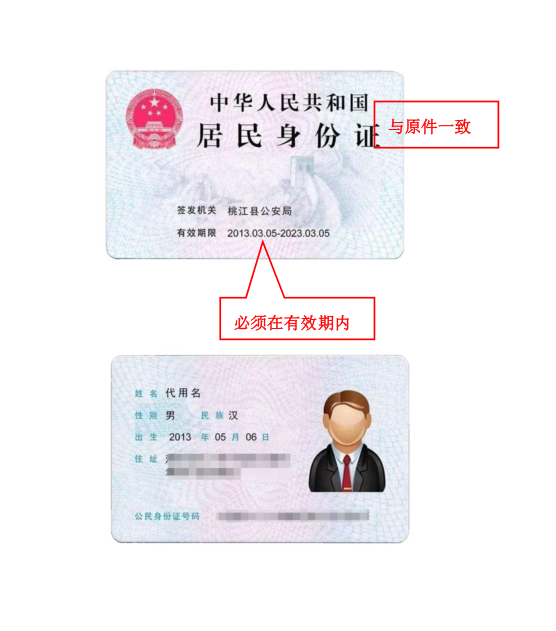 中华人民共和国
居民身份证
与原件一致
签发机关 桃江县公安局
有效期限 2013.03.05-2023.03.05
必须在有效期内
姓名 代用名
性别 男 民族 汉
出生 2013 年 05 月 06 日
住址
公民身份证号码